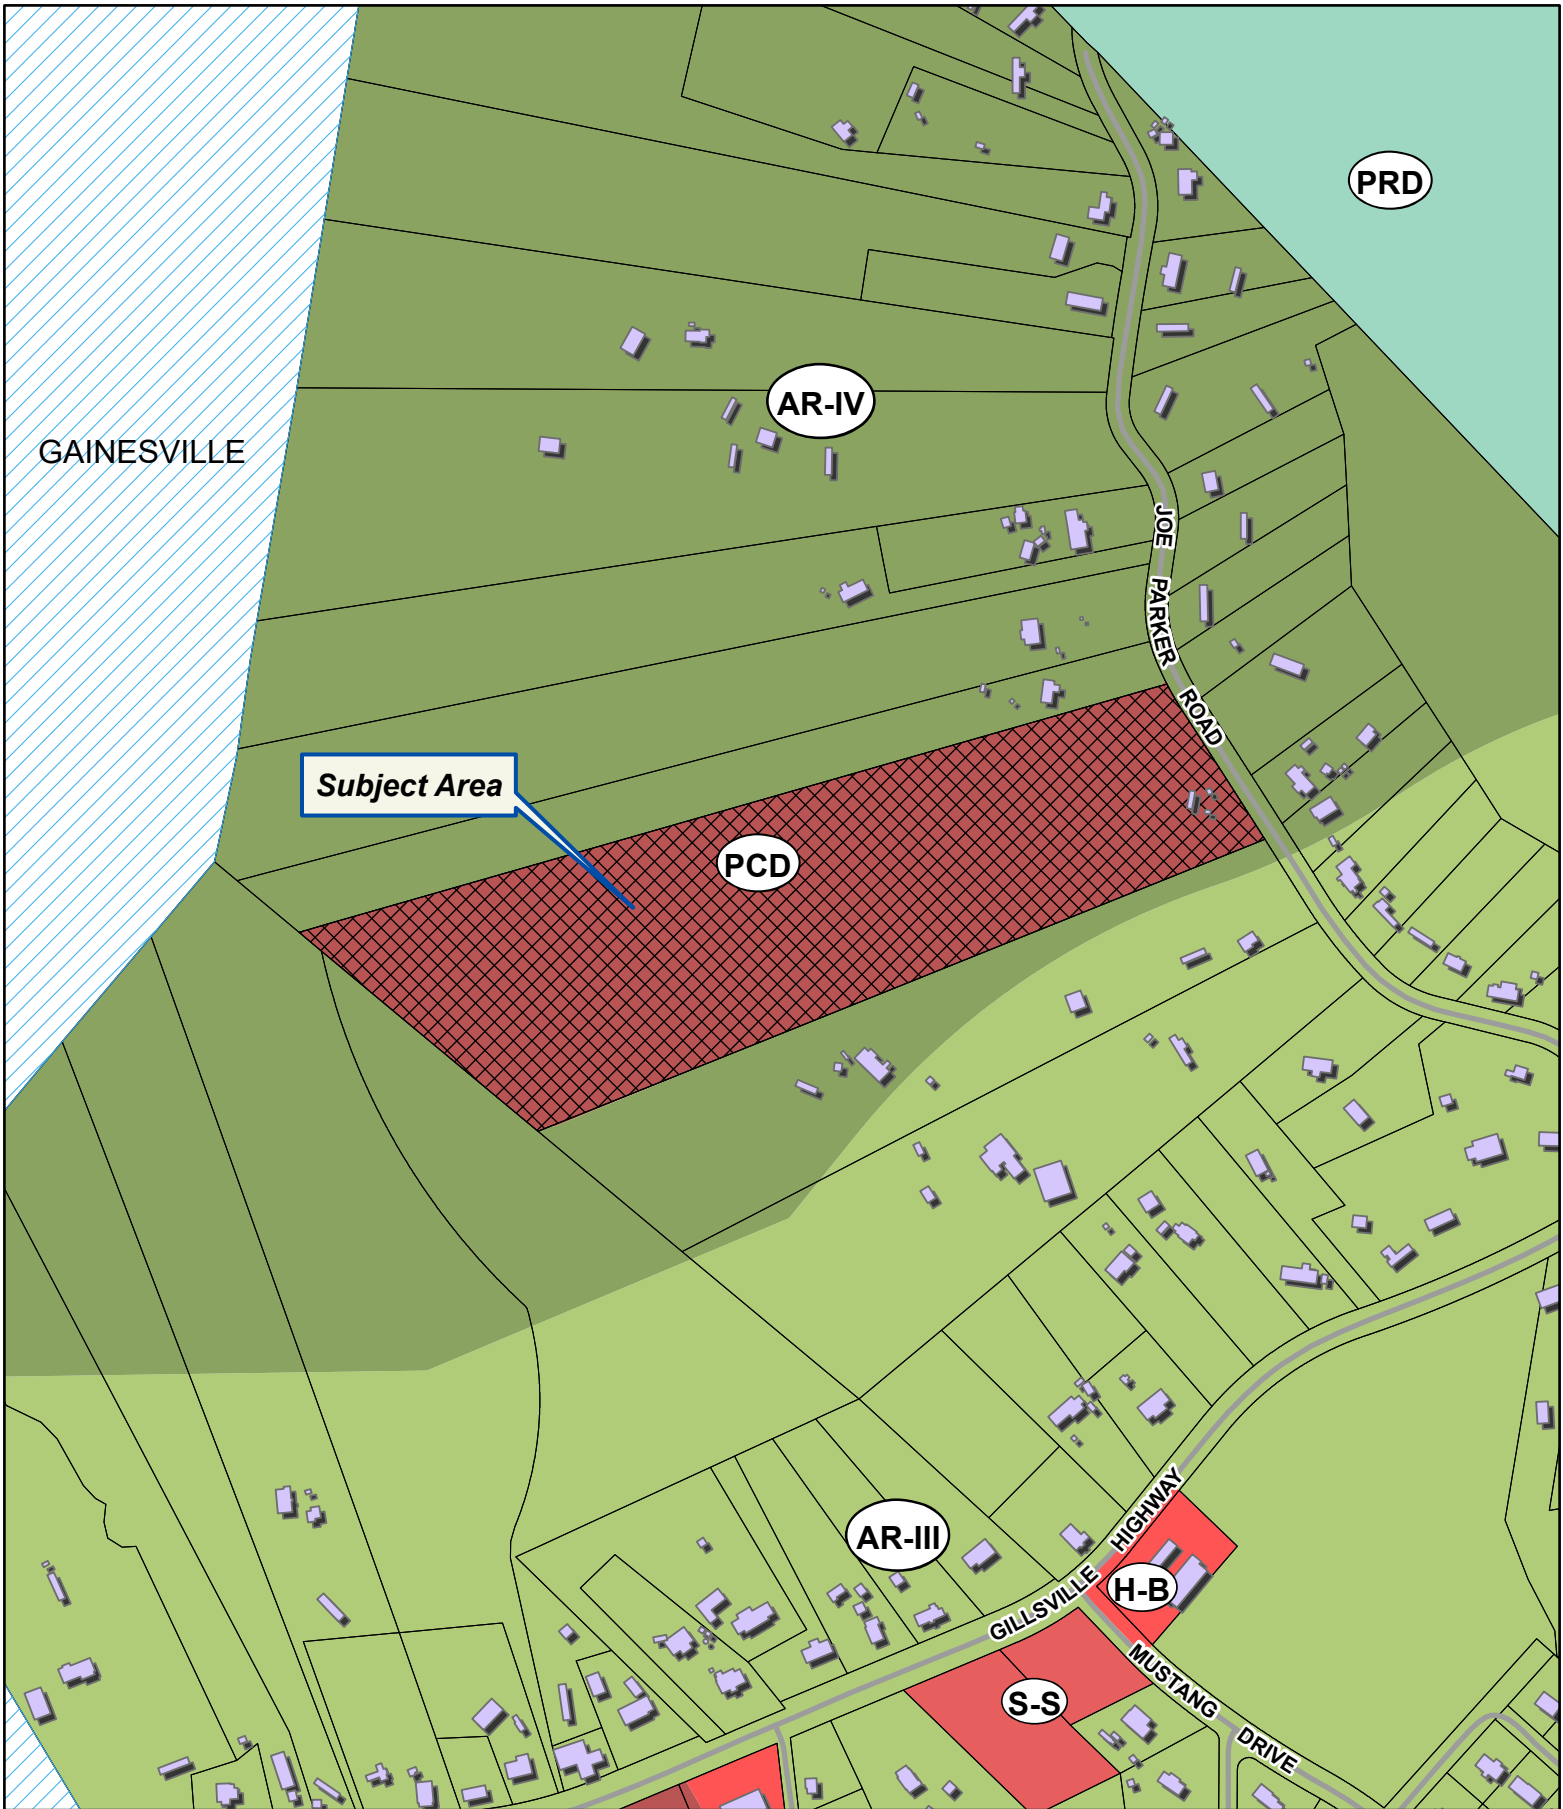 PRD
AR-IV
GAINESVILLE
JOE PARKER ROAD
Subject Area
PCD
AR-III
GILLSVILLE HIGHWAY
H-B
S-S
MUSTANG DRIVE